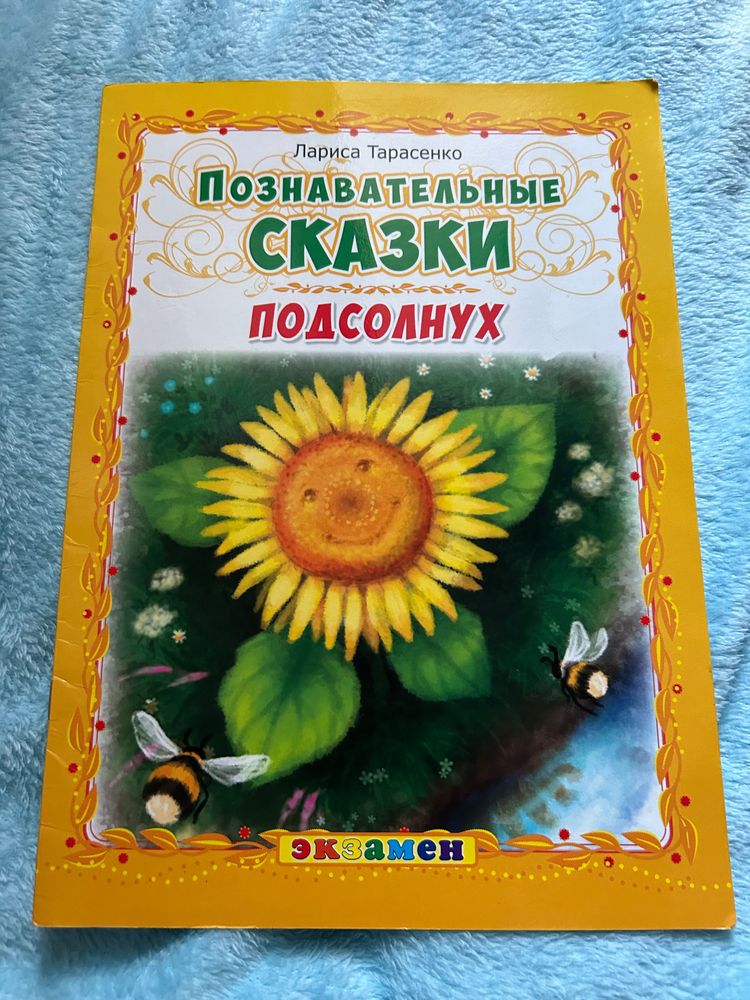 Лариса Тарасенко
ПОЗНАВАТЕЛЬНЫЕ
СКАЗКИ
ПОДСОЛНУХ
экзамен